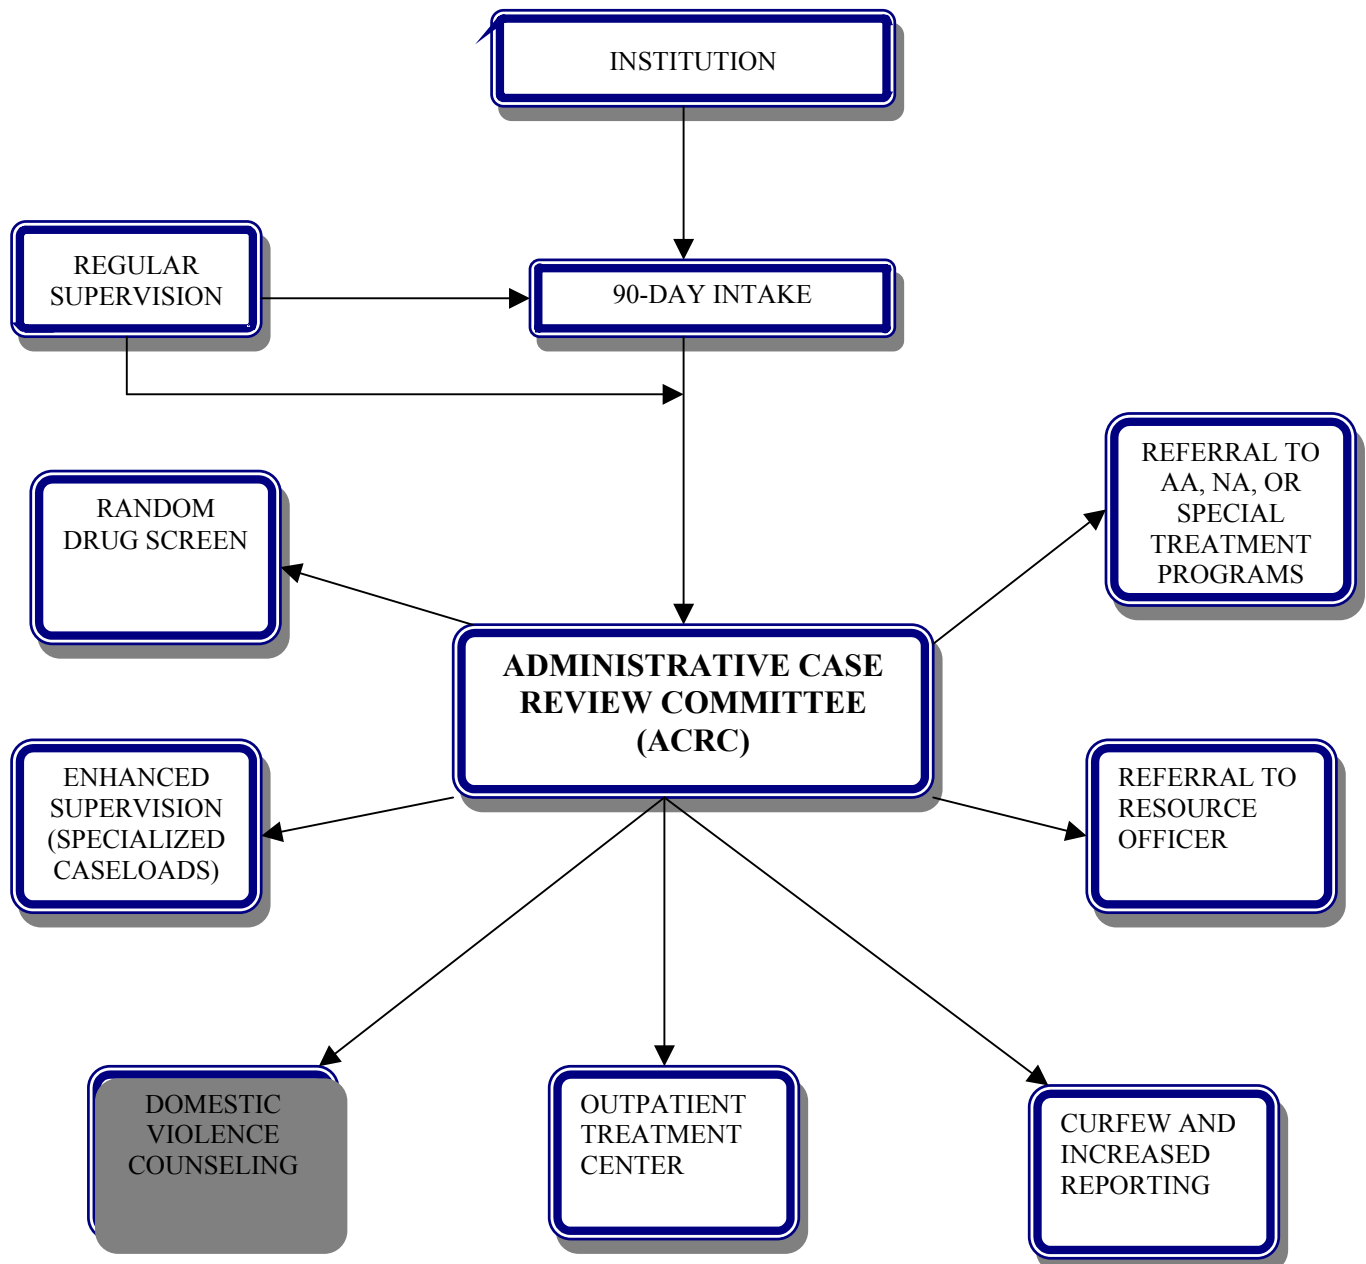 INSTITUTION
REGULAR
SUPERVISION
90-DAY INTAKE
REFERRAL TO
AA, NA, OR
SPECIAL
TREATMENT
PROGRAMS
RANDOM
DRUG SCREEN
ADMINISTRATIVE CASE
REVIEW COMMITTEE
(ACRC)
ENHANCED
SUPERVISION
(SPECIALIZED
CASELOADS)
REFERRAL TO
RESOURCE
OFFICER
DOMESTIC
VIOLENCE
COUNSELING
OUTPATIENT
TREATMENT
CENTER
CURFEW AND
INCREASED
REPORTING